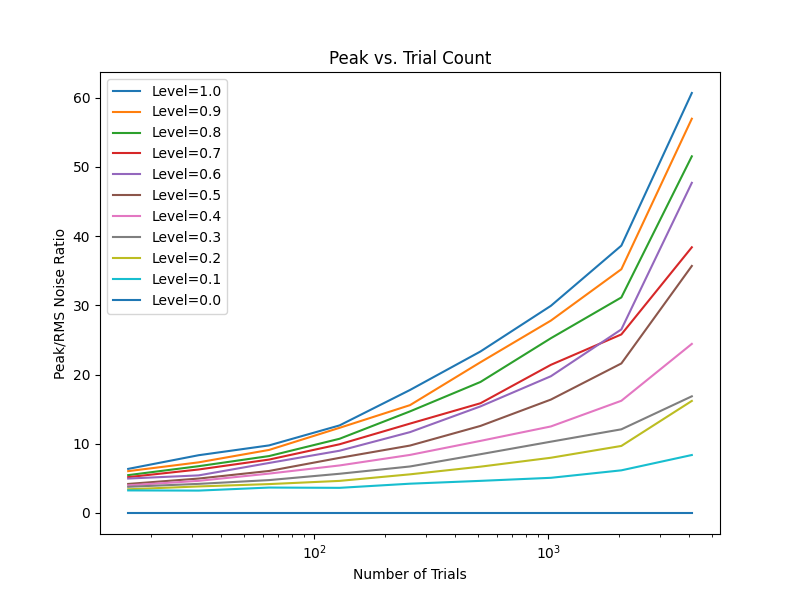 Peak vs. Trial Count
Level=1.0
Level=0.9
Level=0.8
Level=0.7
Level=0.6
Level=0.5
Level=0.4
Level=0.3
Level=0.2
Level=0.1
Level=0.0
Peak/RMS Noise Ratio
60
50
40
30
20
10
0
10²
10³
Number of Trials